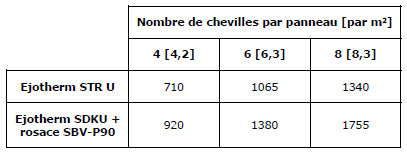 Nombre de chevilles par panneau [par m²]
4 [4,2] 6 [6,3] 8 [8,3]
Ejotherm STR U 710 1065 1340
Ejotherm SDKU +
rosace SBV-P90 920 1380 1755